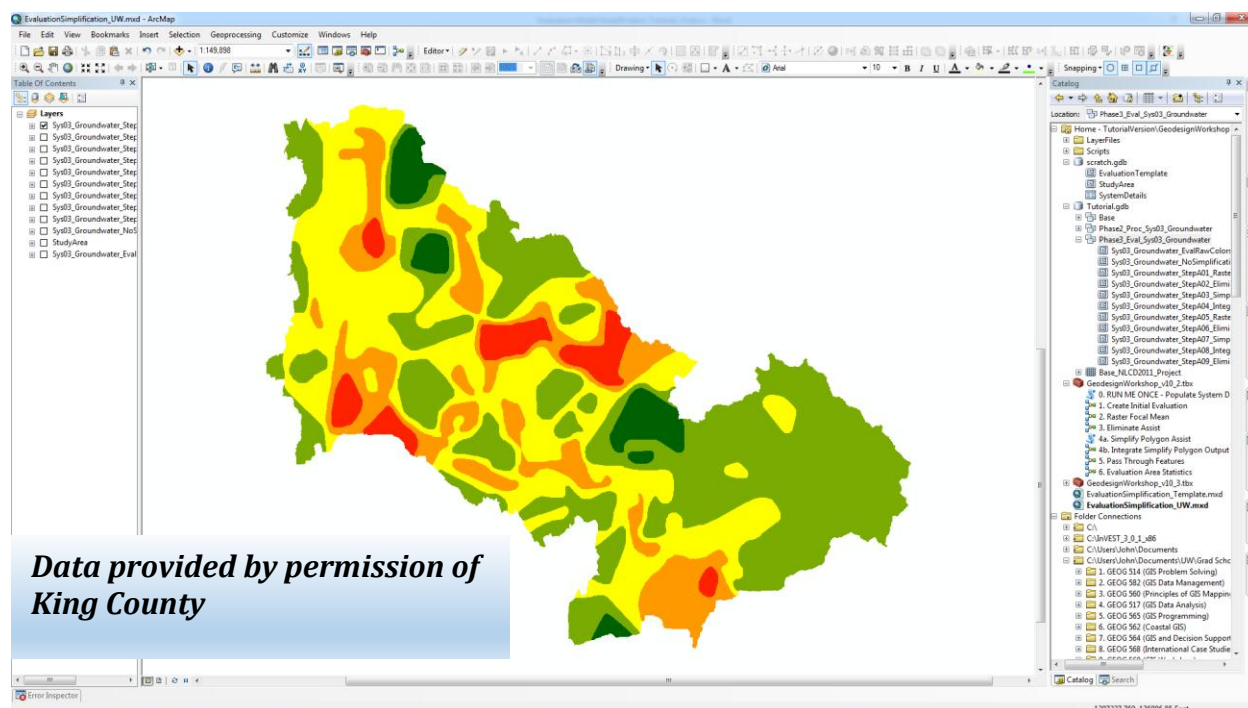 EvaluationSimplification_UW.mxd - ArcMap
File Edit View Bookmarks Insert Selection Geoprocessing Customize Windows Help
1:149,898
Editor
Drawing
Arial
10
B I U A
Snapping
Table Of Contents
Layers
Sys03_Groundwater_Step
Sys03_Groundwater_Step
Sys03_Groundwater_Step
Sys03_Groundwater_Step
Sys03_Groundwater_Step
Sys03_Groundwater_Step
Sys03_Groundwater_Step
Sys03_Groundwater_Step
Sys03_Groundwater_Step
Sys03_Groundwater_NoS
StudyArea
Sys03_Groundwater_Eval
Data provided by permission of
King County
Error Inspector
Catalog
Location: Phase3_Eval_Sys03_Groundwater
Home - TutorialVersion\GeodesignWorkshop
LayerFiles
Scripts
scratch.gdb
EvaluationTemplate
StudyArea
SystemDetails
Tutorial.gdb
Base
Phase2_Proc_Sys03_Groundwater
Phase3_Eval_Sys03_Groundwater
Sys03_Groundwater_EvalRawColors
Sys03_Groundwater_NoSimplificati
Sys03_Groundwater_StepA01_Raste
Sys03_Groundwater_StepA02_Elimi
Sys03_Groundwater_StepA03_Simp
Sys03_Groundwater_StepA04_Integ
Sys03_Groundwater_StepA05_Raste
Sys03_Groundwater_StepA06_Elimi
Sys03_Groundwater_StepA07_Simp
Sys03_Groundwater_StepA08_Integ
Sys03_Groundwater_StepA09_Elimi
Base_NLCD2011_Project
GeodesignWorkshop_v10_2.tbx
0. RUN ME ONCE - Populate System D
1. Create Initial Evaluation
2. Raster Focal Mean
3. Eliminate Assist
4a. Simplify Polygon Assist
4b. Integrate Simplify Polygon Output
5. Pass Through Features
6. Evaluation Area Statistics
GeodesignWorkshop_v10_3.tbx
EvaluationSimplification_Template.mxd
EvaluationSimplification_UW.mxd
Folder Connections
C:\
C:\InVEST_3_0_1_x86
C:\Users\John\Documents
C:\Users\John\Documents\UW\Grad Scho
1. GEOG 514 (GIS Problem Solving)
2. GEOG 582 (GIS Data Management)
3. GEOG 560 (Principles of GIS Mappin
4. GEOG 517 (GIS Data Analysis)
5. GEOG 565 (GIS Programming)
6. GEOG 562 (Coastal GIS)
7. GEOG 564 (GIS and Decision Support
8. GEOG 568 (International Case Studie
Catalog Search